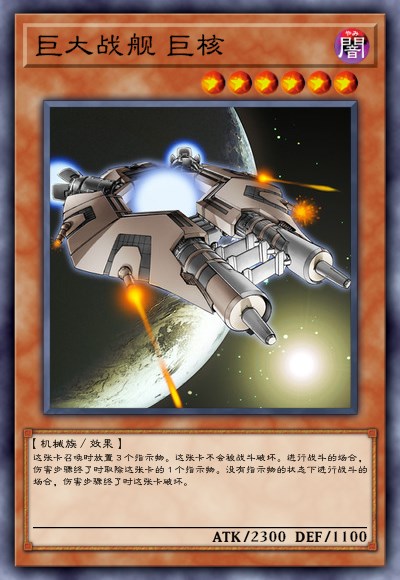 巨大战舰 巨核
やみ
闇
【机械族／效果】
这张卡召唤时放置3个指示物。这张卡不会被战斗破坏。进行战斗的场合，
伤害步骤终了时取除这张卡的1个指示物。没有指示物的状态下进行战斗的
场合，伤害步骤终了时这张卡破坏。
ATK/2300 DEF/1100